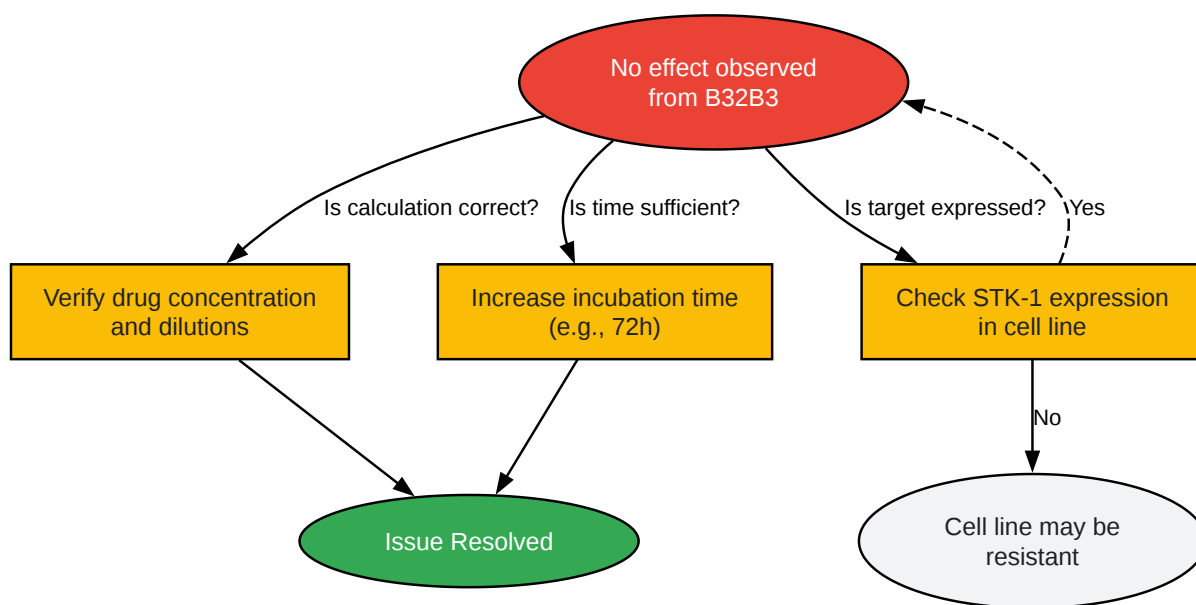 No effect observed
from B32B3
Is calculation correct?
Is time sufficient?
Is target expressed?
Yes
Verify drug concentration
and dilutions
Increase incubation time
(e.g., 72h)
Check STK-1 expression
in cell line
No
Issue Resolved
Cell line may be
resistant